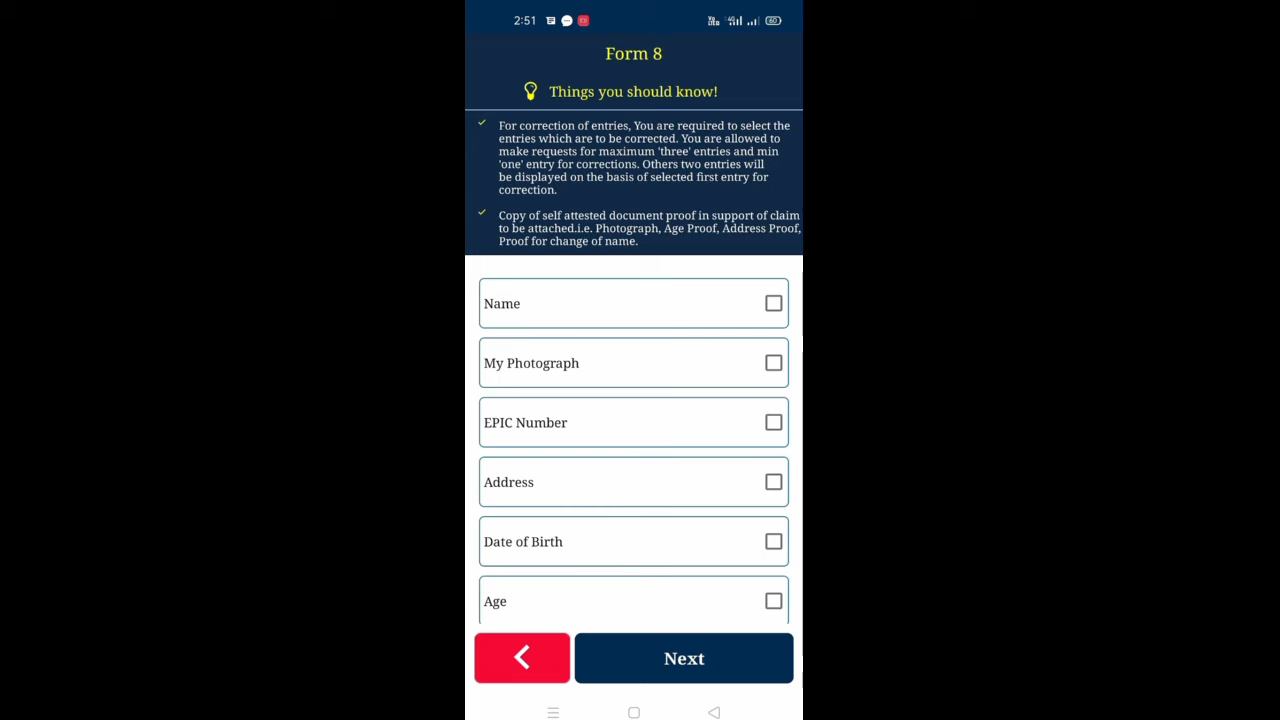 2:51
60
Form 8
Things you should know!
For correction of entries, You are required to select the
entries which are to be corrected. You are allowed to
make requests for maximum 'three' entries and min
'one' entry for corrections. Others two entries will
be displayed on the basis of selected first entry for
correction.
Copy of self attested document proof in support of claim
to be attached.i.e. Photograph, Age Proof, Address Proof,
Proof for change of name.
Name
My Photograph
EPIC Number
Address
Date of Birth
Age
Next